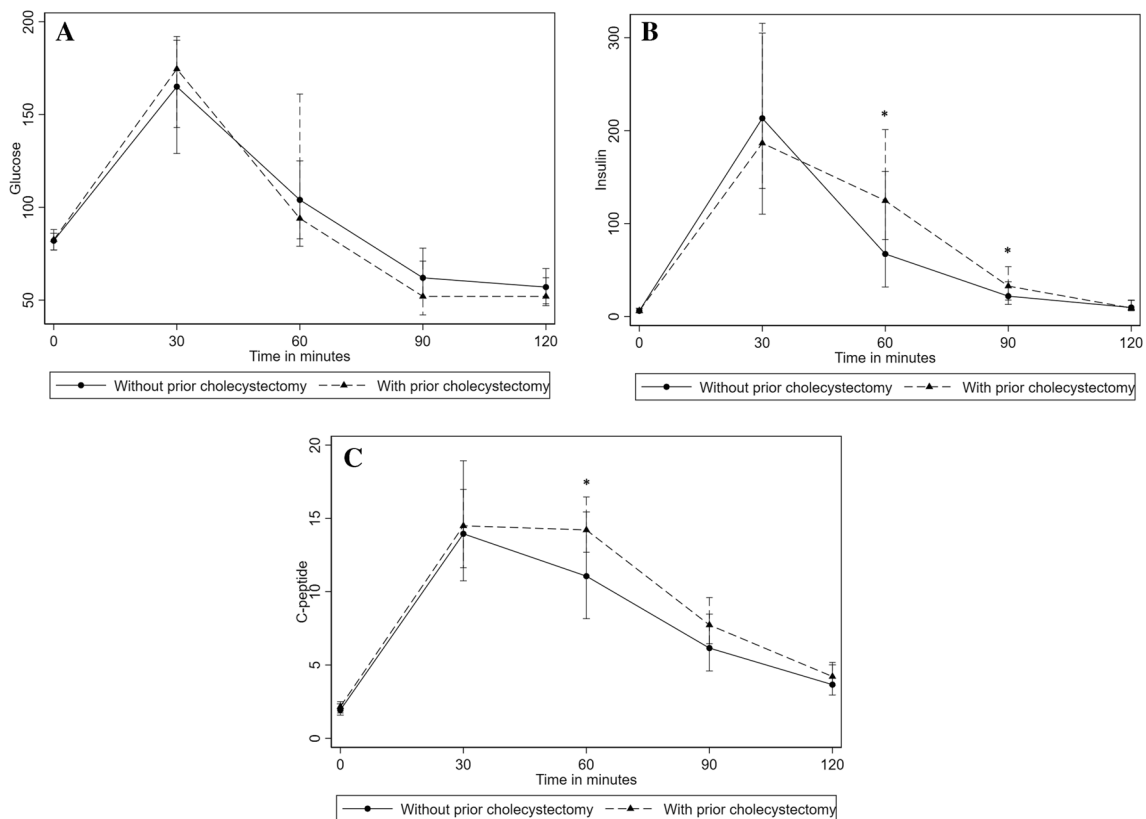 A
200
150
100
50
Glucose
0 30 60 90 120
Time in minutes
Without prior cholecystectomy With prior cholecystectomy
B
300
200
100
0
Insulin
*
*
0 30 60 90 120
Time in minutes
Without prior cholecystectomy With prior cholecystectomy
C
20
15
10
5
0
C-peptide
*
0 30 60 90 120
Time in minutes
Without prior cholecystectomy With prior cholecystectomy